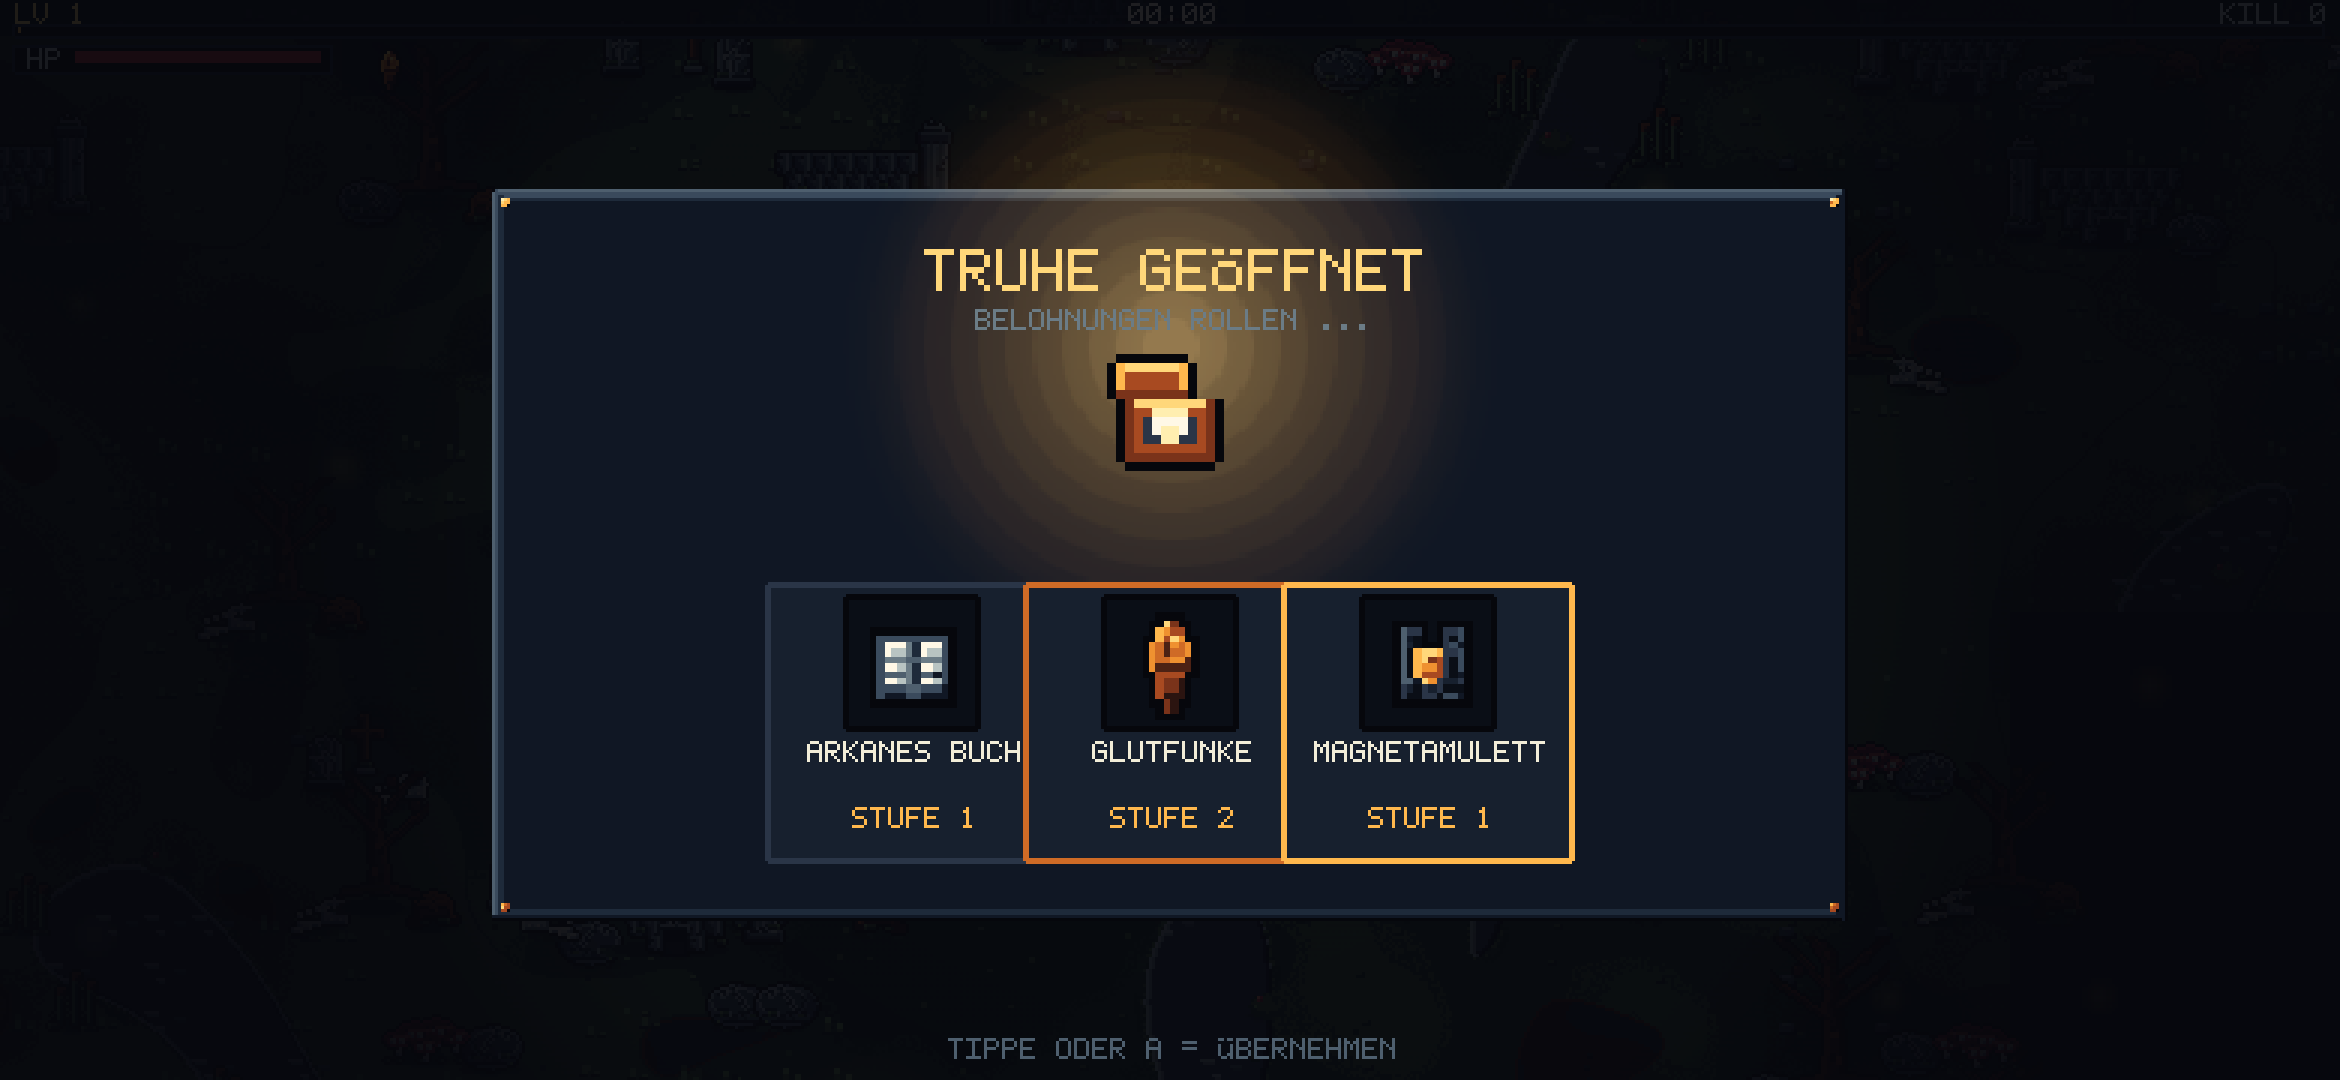 LV 1
00:00
KILL 0
HP
TRUHE GEöFFNET
BELOHNUNGEN ROLLEN ...
ARKANES BUCH
GLUTFUNKE
MAGNETAMULETT
STUFE 1
STUFE 2
STUFE 1
TIPPE ODER A = üBERNEHMEN